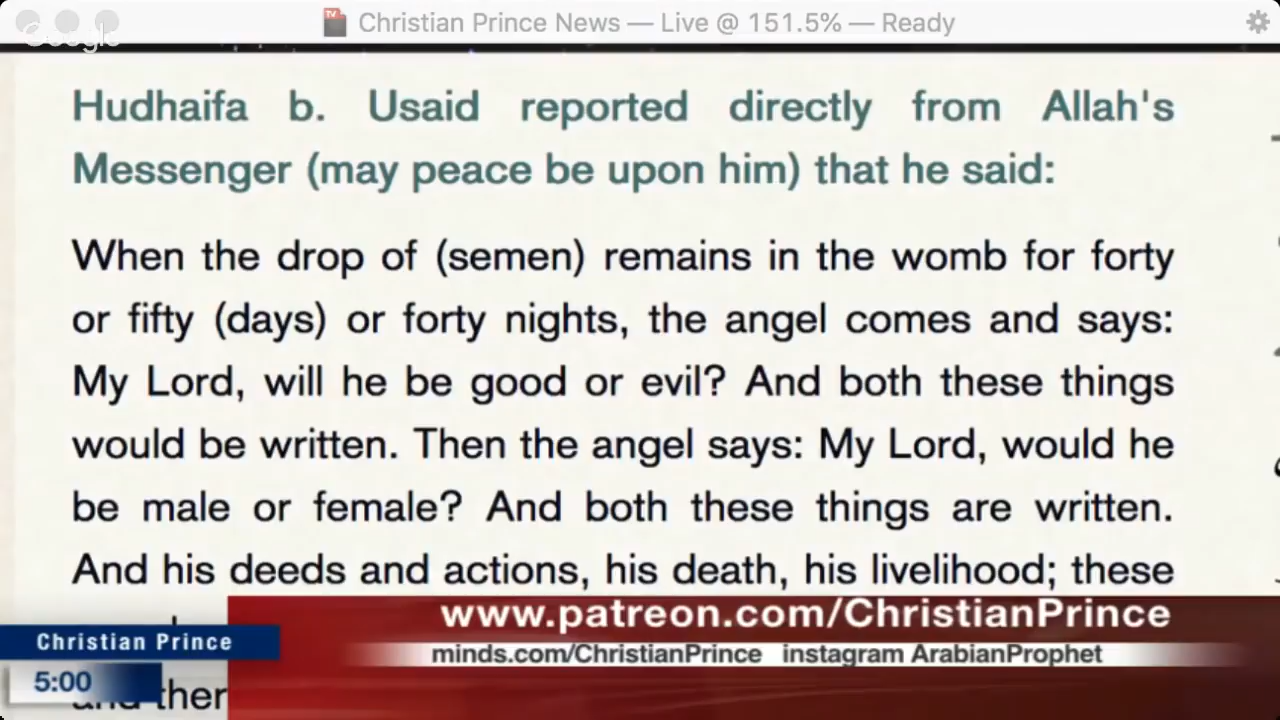 Christian Prince News — Live @ 151.5% — Ready
Google
Hudhaifa b. Usaid reported directly from Allah's
Messenger (may peace be upon him) that he said:
When the drop of (semen) remains in the womb for forty
or fifty (days) or forty nights, the angel comes and says:
My Lord, will he be good or evil? And both these things
would be written. Then the angel says: My Lord, would he
be male or female? And both these things are written.
And his deeds and actions, his death, his livelihood; these
www.patreon.com/ChristianPrince
Christian Prince
minds.com/ChristianPrince instagram ArabianProphet
5:00
and ther